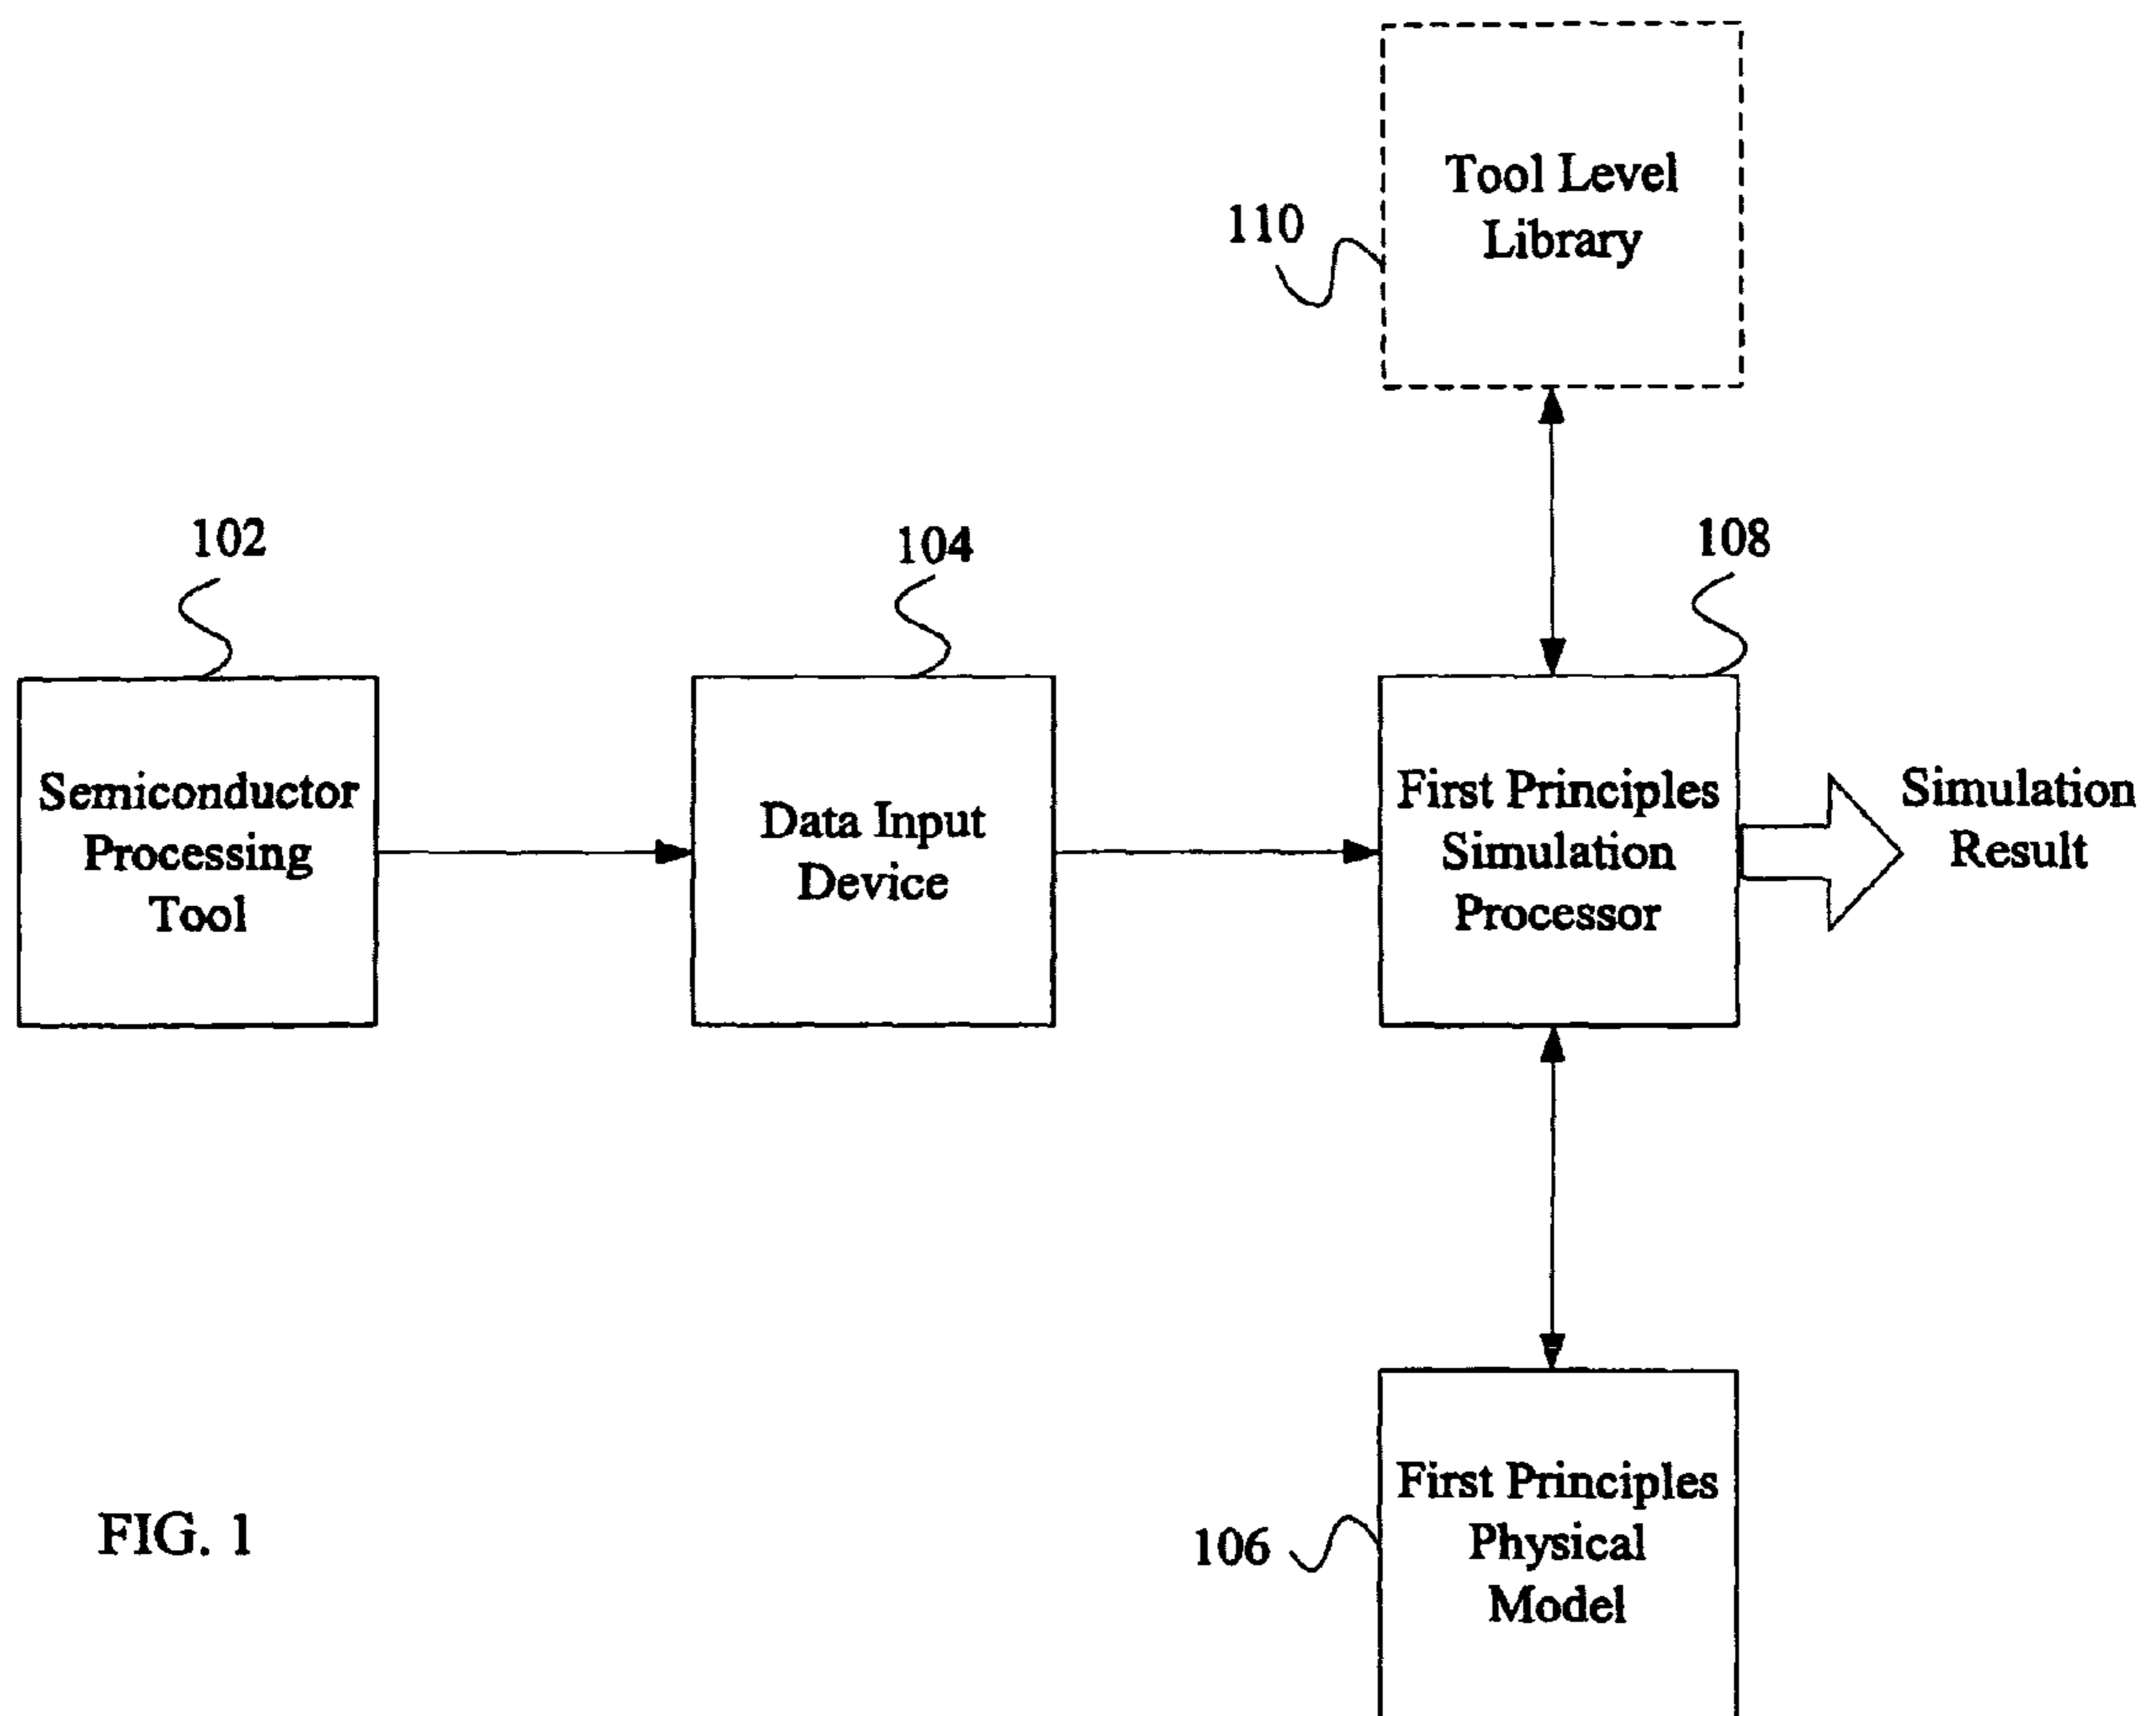 Tool Level
Library
110
102
104
108
Semiconductor
Processing
Tool
Data Input
Device
First Principles
Simulation
Processor
Simulation
Result
First Principles
Physical
Model
106
FIG. 1